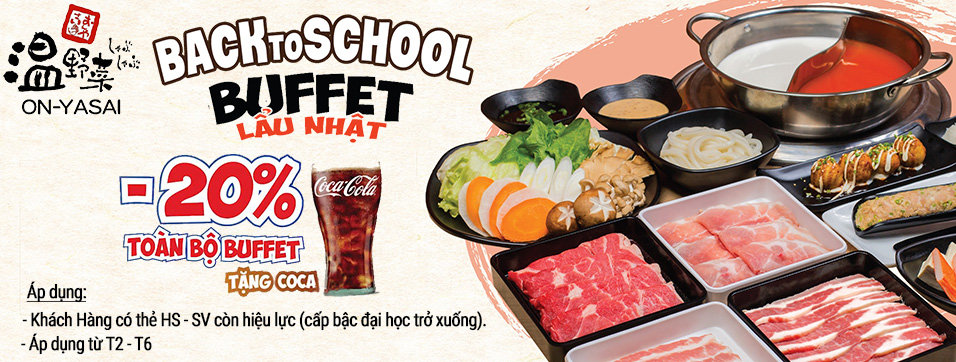 温野菜
しゃぶしゃぶ
ON-YASAI
BACK TO SCHOOL
BUFFET
LẨU NHẬT
- 20%
TOÀN BỘ BUFFET
TẶNG COCA
Coca-Cola
Áp dụng:
- Khách Hàng có thẻ HS - SV còn hiệu lực (cấp bậc đại học trở xuống).
- Áp dụng từ T2 - T6